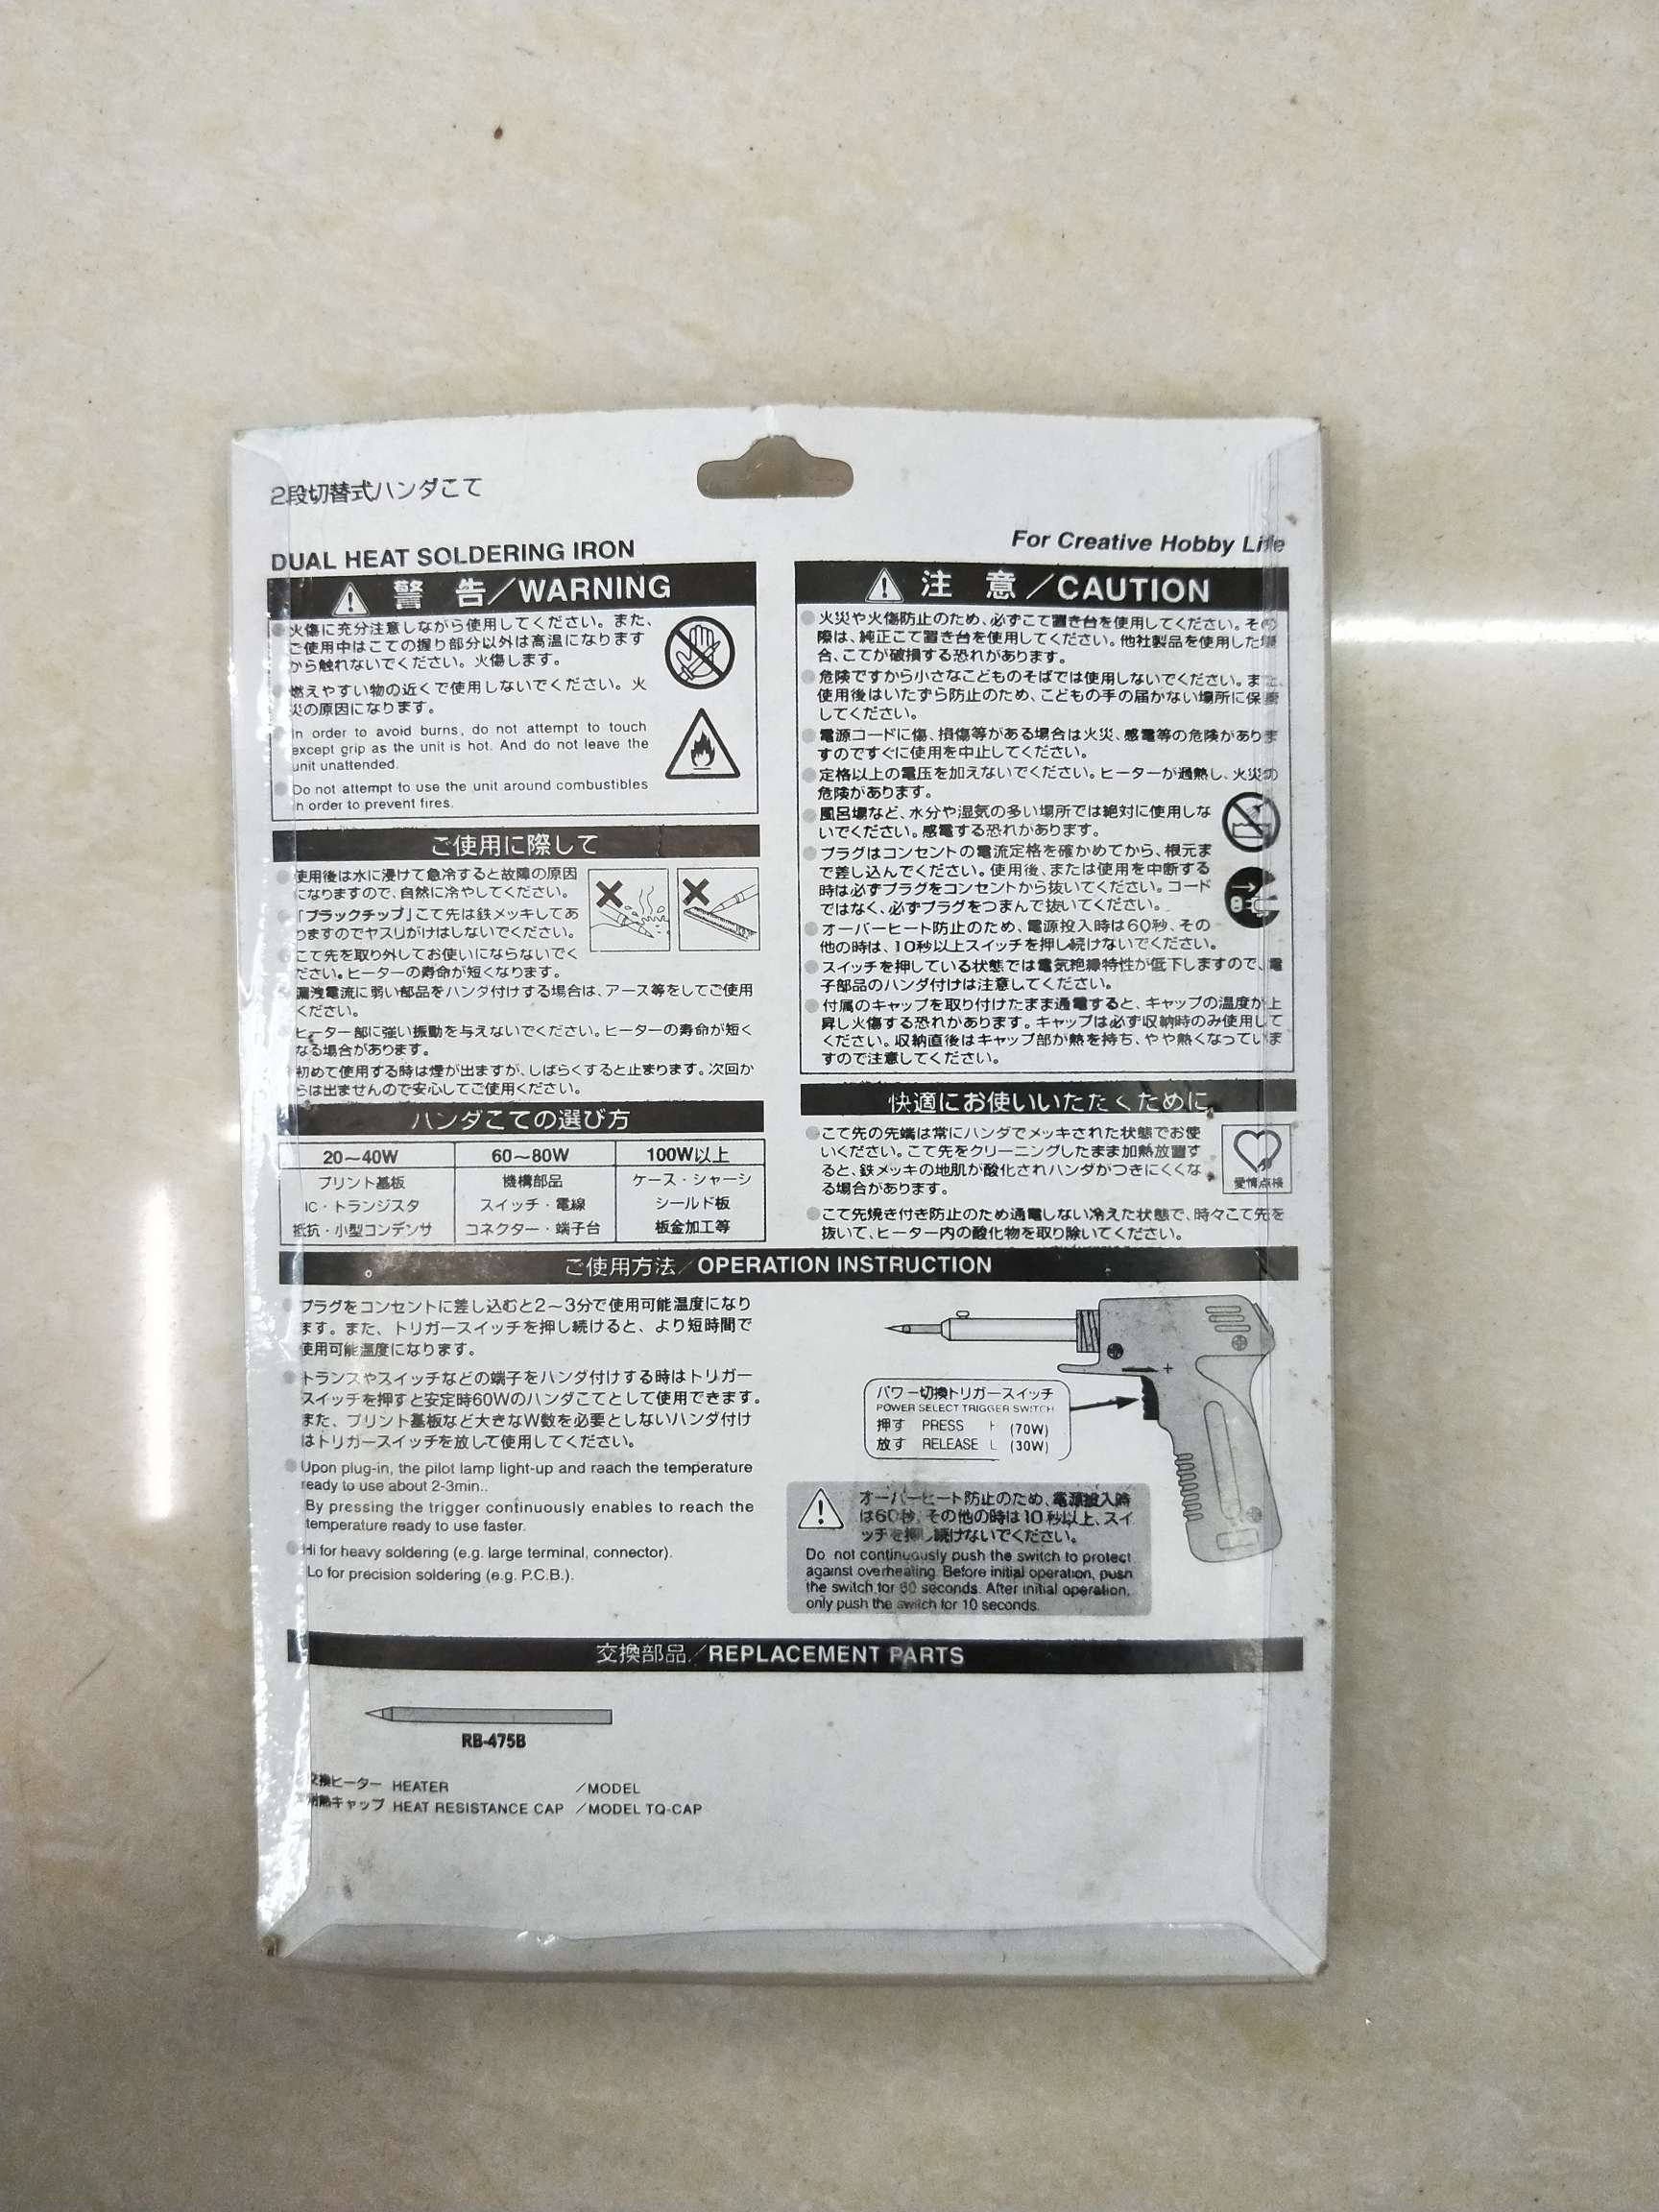 2段切替式ハンダこて
DUAL HEAT SOLDERING IRON
For Creative Hobby Life
警 告／WARNING
火傷に充分注意しながら使用してください。また、
ご使用中はこての握り部分以外は高温になります
から触れないでください。火傷します。
燃えやすい物の近くで使用しないでください。火
災の原因になります。
In order to avoid burns, do not attempt to touch
except grip as the unit is hot. And do not leave the
unit unattended.
Do not attempt to use the unit around combustibles
in order to prevent fires.
ご使用に際して
使用後は水に浸けて急冷すると故障の原因
になりますので、自然に冷やしてください。
「ブラックチップ」こて先は鉄メッキしてあ
りますのでヤスリがけはしないでください。
こて先を取り外してお使いにならないでく
ださい。ヒーターの寿命が短くなります。
漏洩電流に弱い部品をハンダ付けする場合は、アース等をしてご使用
ください。
ヒーター部に強い振動を与えないでください。ヒーターの寿命が短く
なる場合があります。
初めて使用する時は煙が出ますが、しばらくすると止まります。次回か
らは出ませんので安心してご使用ください。
ハンダこての選び方
20～40W 60～80W 100W以上
プリント基板 機構部品 ケース・シャーシ
IC・トランジスタ スイッチ・電線 シールド板
抵抗・小型コンデンサ コネクター・端子台 板金加工等
注 意／CAUTION
火災や火傷防止のため、必ずこて置き台を使用してください。その
際は、純正こて置き台を使用してください。他社製品を使用した場
合、こてが破損する恐れがあります。
危険ですから小さなこどものそばでは使用しないでください。また、
使用後はいたずら防止のため、こどもの手の届かない場所に保管
してください。
電源コードに傷、損傷等がある場合は火災、感電等の危険がありま
すのですぐに使用を中止してください。
定格以上の電圧を加えないでください。ヒーターが過熱し、火災の
危険があります。
風呂場など、水分や湿気の多い場所では絶対に使用しな
いでください。感電する恐れがあります。
プラグはコンセントの電流定格を確かめてから、根元ま
で差し込んでください。使用後、または使用を中断する
時は必ずプラグをコンセントから抜いてください。コード
ではなく、必ずプラグをつまんで抜いてください。
オーバーヒート防止のため、電源投入時は60秒、その
他の時は、10秒以上スイッチを押し続けないでください。
スイッチを押している状態では電気絶縁特性が低下しますので、電
子部品のハンダ付けは注意してください。
付属のキャップを取り付けたまま通電すると、キャップの温度が上
昇し火傷する恐れがあります。キャップは必ず収納時のみ使用して
ください。収納直後はキャップ部が熱を持ち、やや熱くなっていま
すので注意してください。
快適にお使いいただくために
こて先の先端は常にハンダでメッキされた状態でお使
いください。こて先をクリーニングしたまま加熱放置す
ると、鉄メッキの地肌が酸化されハンダがつきにくくな
る場合があります。
愛情点検
こて先焼き付き防止のため通電しない冷えた状態で、時々こて先を
抜いて、ヒーター内の酸化物を取り除いてください。
ご使用方法／OPERATION INSTRUCTION
プラグをコンセントに差し込むと2～3分で使用可能温度になり
ます。また、トリガースイッチを押し続けると、より短時間で
使用可能温度になります。
トランスやスイッチなどの端子をハンダ付けする時はトリガー
スイッチを押すと安定時60Wのハンダこてとして使用できます。
また、プリント基板など大きなW数を必要としないハンダ付け
はトリガースイッチを放して使用してください。
Upon plug-in, the pilot lamp light-up and reach the temperature
ready to use about 2-3min..
By pressing the trigger continuously enables to reach the
temperature ready to use faster.
Hi for heavy soldering (e.g. large terminal, connector).
Lo for precision soldering (e.g. P.C.B.).
パワー切換トリガースイッチ
POWER SELECT TRIGGER SWITCH
押す PRESS (70W)
放す RELEASE L (30W)
オーバーヒート防止のため、電源投入時
は60秒、その他の時は10秒以上、スイ
ッチを押し続けないでください。
Do not continuously push the switch to protect
against overheating. Before initial operation, push
the switch for 60 seconds. After initial operation,
only push the switch for 10 seconds.
交換部品／REPLACEMENT PARTS
RB-475B
交換ヒーター HEATER ／MODEL
耐熱キャップ HEAT RESISTANCE CAP ／MODEL TQ-CAP